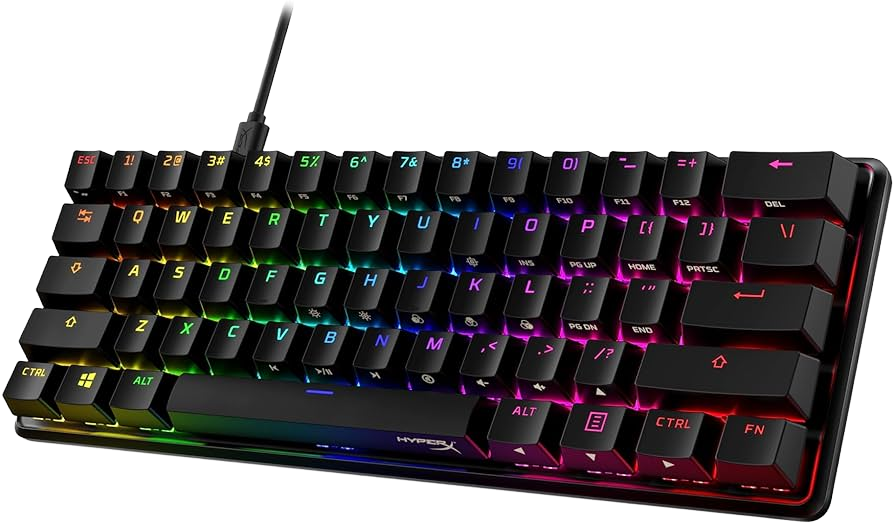 ESC 1! 2@ 3# 4$ 5% 6^ 7& 8* 9( 0) -_ =+
F1 F2 F3 F4 F5 F6 F7 F8 F9 F10 F11 F12 DEL
Q W E R T Y U I O P [{ ]} \|
INS PG UP HOME PRTSC
A S D F G H J K L ;: '"
PG DN END
Z X C V B N M ,< .> /?
CTRL ALT ALT CTRL FN
HYPERX